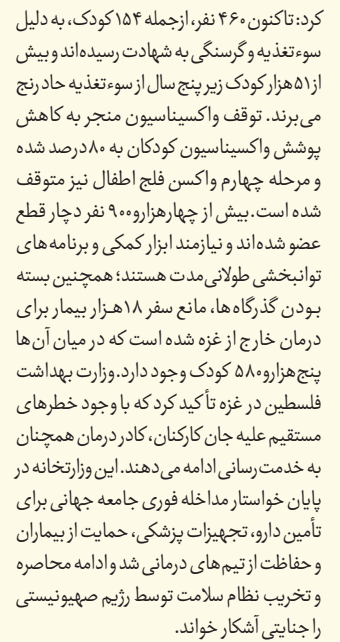 کرد: تاکنون ۴۶۰ نفر، ازجمله ۱۵۴ کودک، به دلیل
سوءتغذیه و گرسنگی به شهادت رسیده‌اند و بیش
از ۵۱ هزار کودک زیر پنج سال از سوءتغذیه حاد رنج
می‌برند. توقف واکسیناسیون منجر به کاهش
پوشش واکسیناسیون کودکان به ۸۰ درصد شده
و مرحله چهارم واکسن فلج اطفال نیز متوقف
شده است. بیش از چهارهزارو۹۰۰ نفر دچار قطع
عضو شده‌اند و نیازمند ابزار کمکی و برنامه‌های
توانبخشی طولانی‌مدت هستند؛ همچنین بسته
بودن گذرگاه‌ها، مانع سفر ۱۸هزار بیمار برای
درمان خارج از غزه شده است که در میان آن‌ها
پنج‌هزارو۵۸۰ کودک وجود دارد. وزارت بهداشت
فلسطین در غزه تأکید کرد که با وجود خطرهای
مستقیم علیه جان کارکنان، کادر درمان همچنان
به خدمت‌رسانی ادامه می‌دهند. این وزارتخانه در
پایان خواستار مداخله فوری جامعه جهانی برای
تأمین دارو، تجهیزات پزشکی، حمایت از بیماران
و حفاظت از تیم‌های درمانی شد و ادامه محاصره
و تخریب نظام سلامت توسط رژیم صهیونیستی
را جنایتی آشکار خواند.